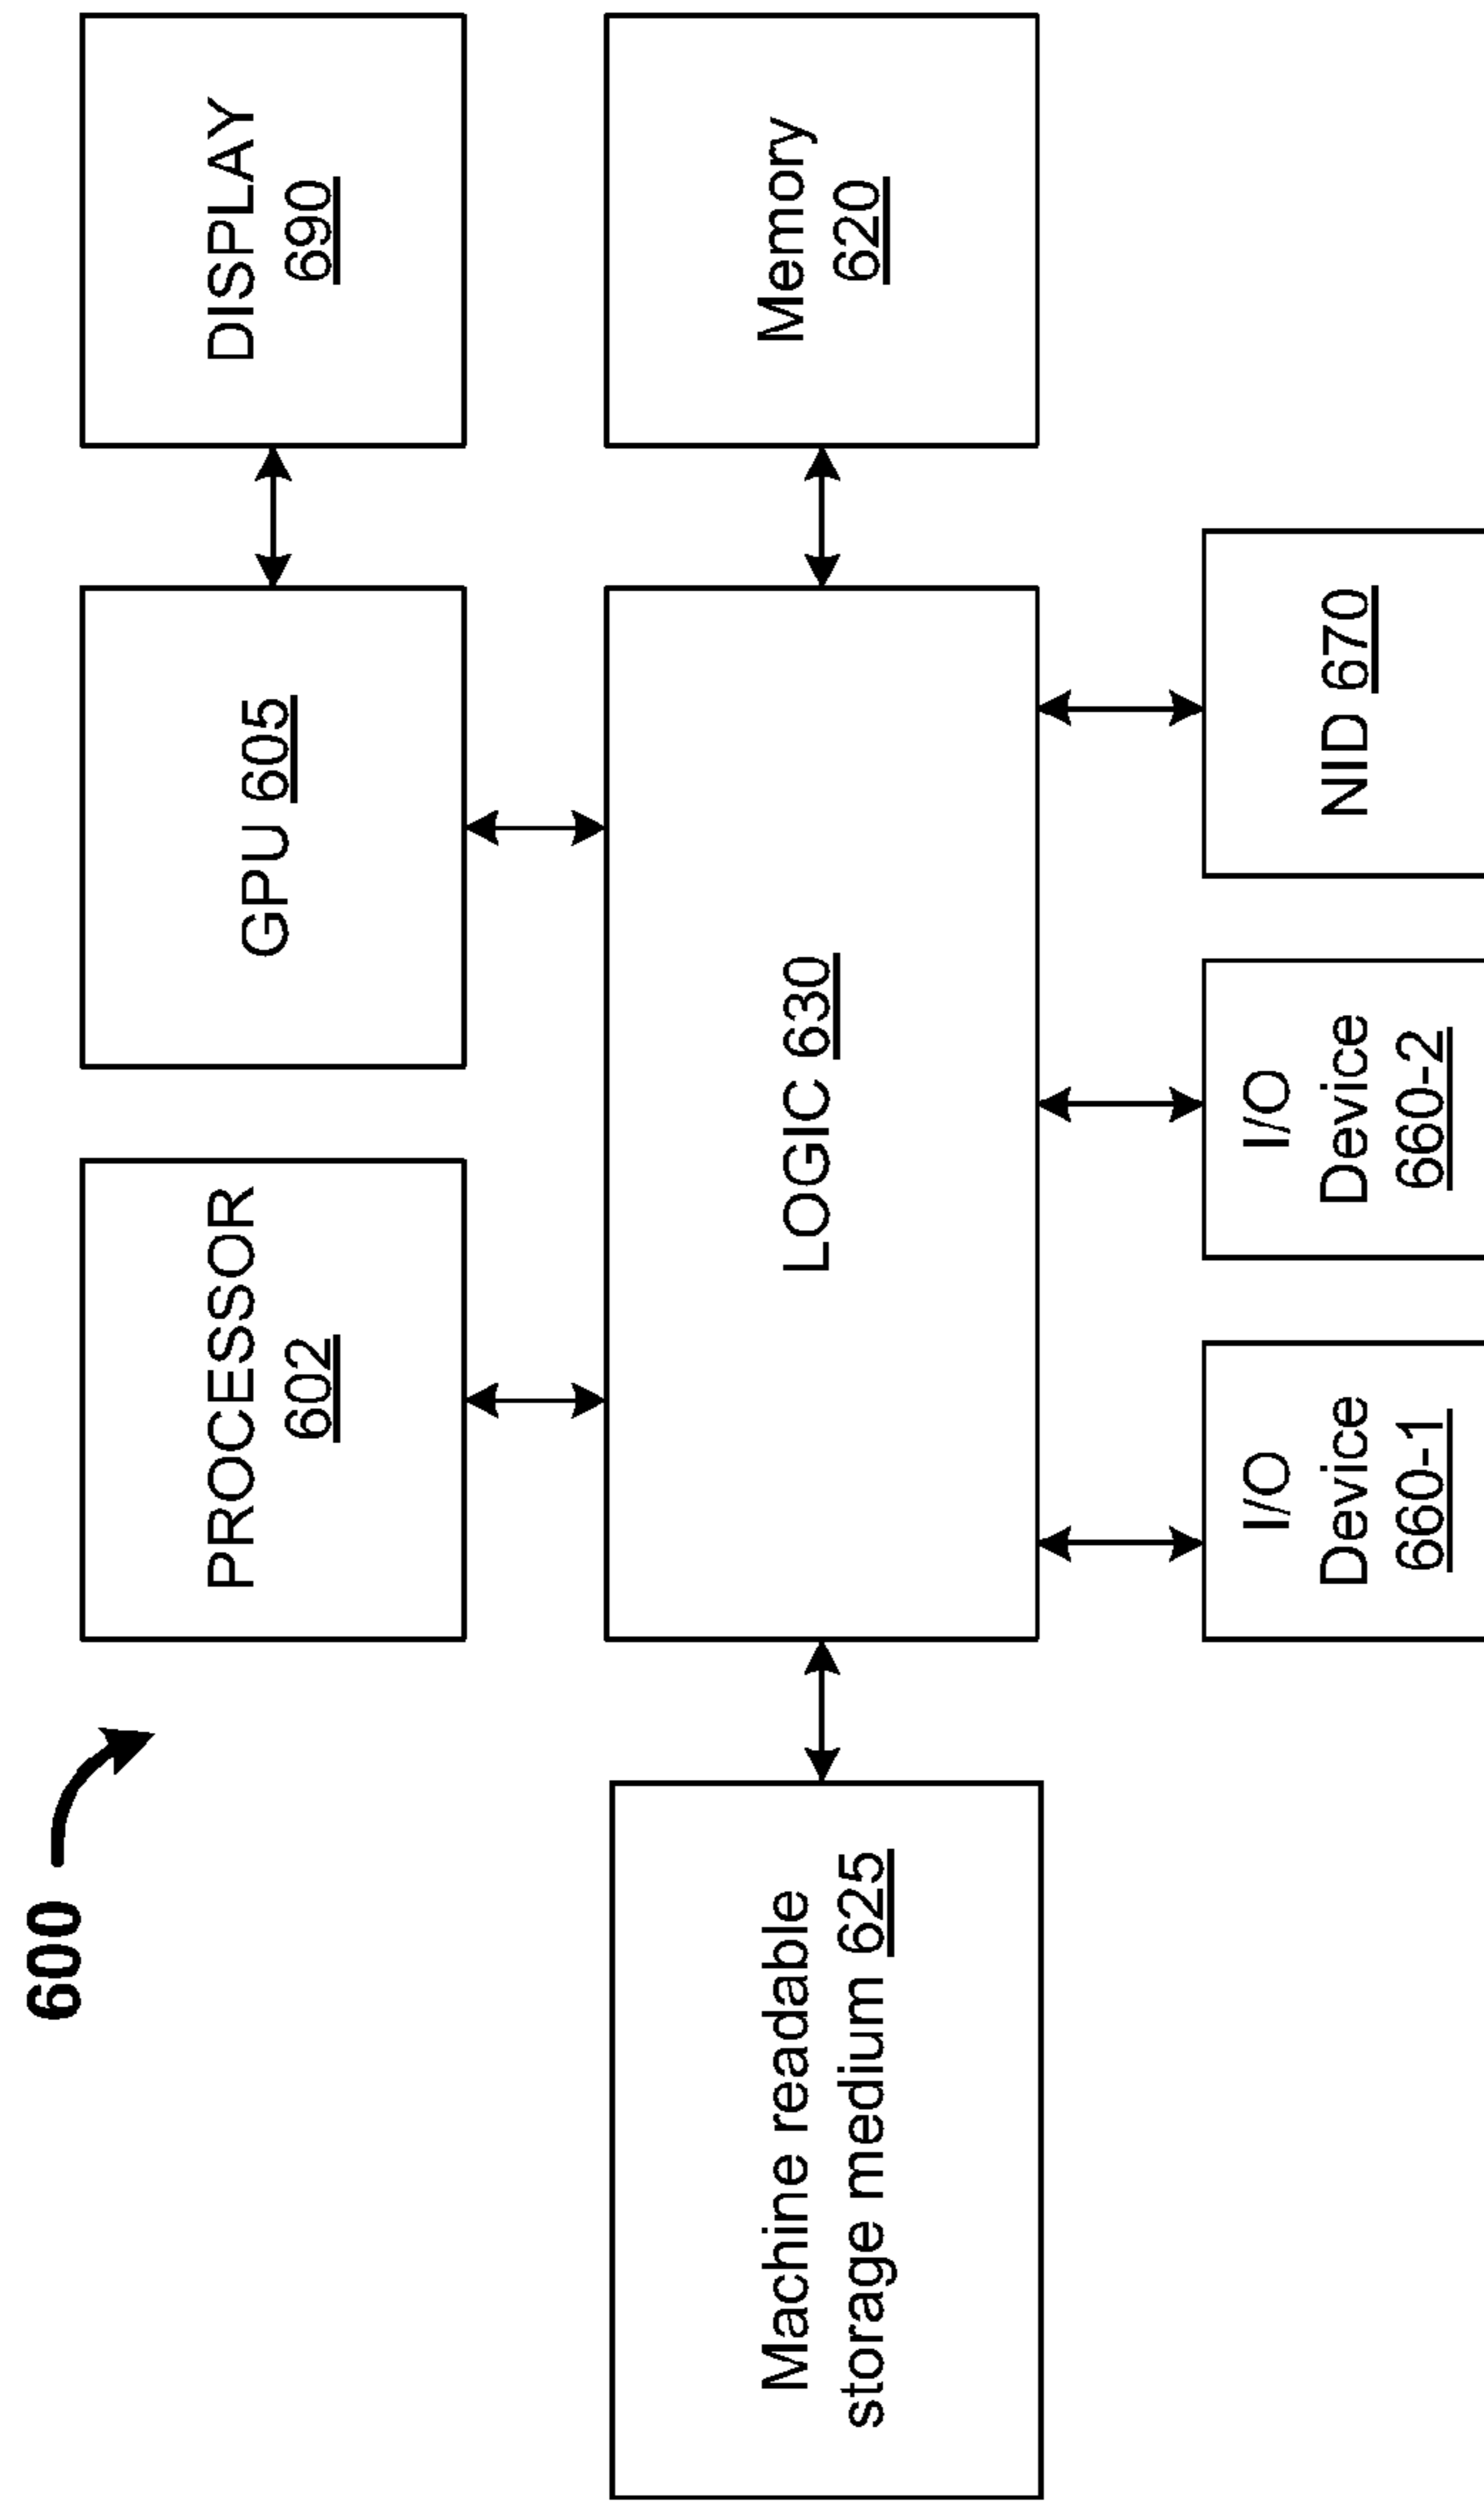 600
PROCESSOR
602
GPU 605
DISPLAY
690
Machine readable
storage medium 625
LOGIC 630
Memory
620
I/O
Device
660-1
I/O
Device
660-2
NID 670